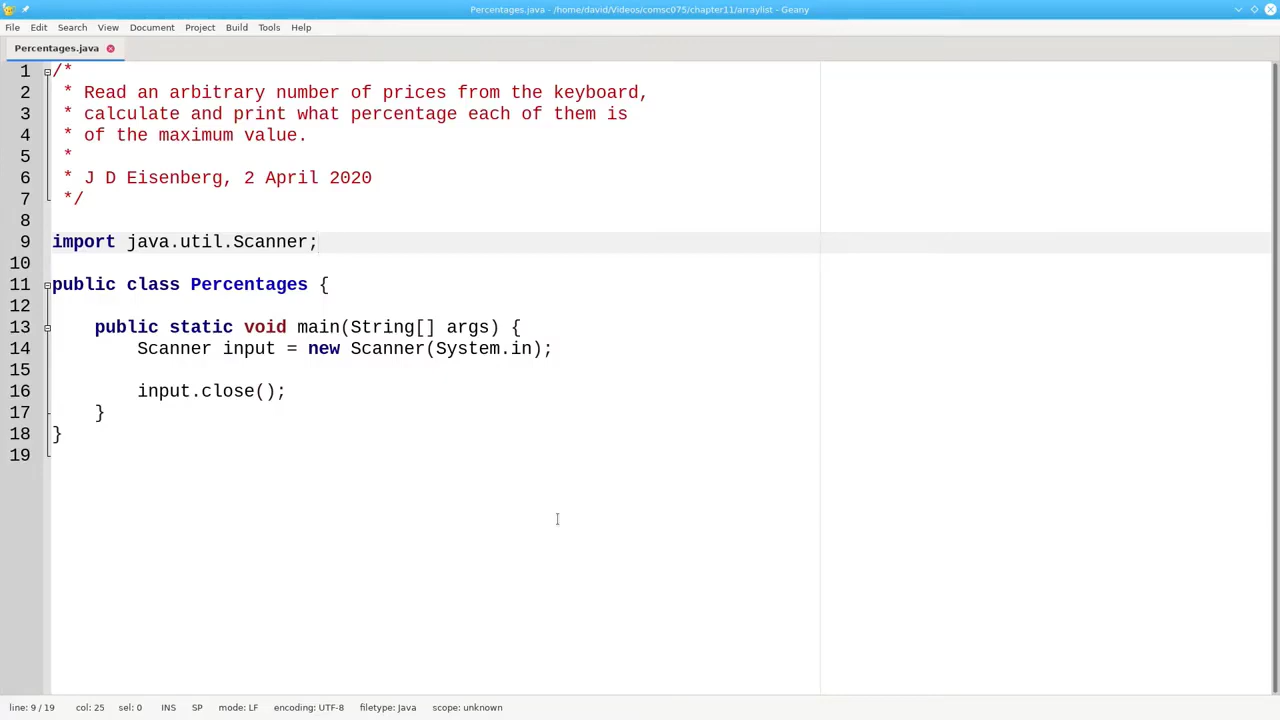 Percentages.java - /home/david/Videos/comsc075/chapter11/arraylist - Geany
File Edit Search View Document Project Build Tools Help
Percentages.java
1 /*
2  * Read an arbitrary number of prices from the keyboard,
3  * calculate and print what percentage each of them is
4  * of the maximum value.
5  *
6  * J D Eisenberg, 2 April 2020
7  */
8
9 import java.util.Scanner;
10
11 public class Percentages {
12
13     public static void main(String[] args) {
14         Scanner input = new Scanner(System.in);
15
16         input.close();
17     }
18 }
19
line: 9 / 19 col: 25 sel: 0 INS SP mode: LF encoding: UTF-8 filetype: Java scope: unknown